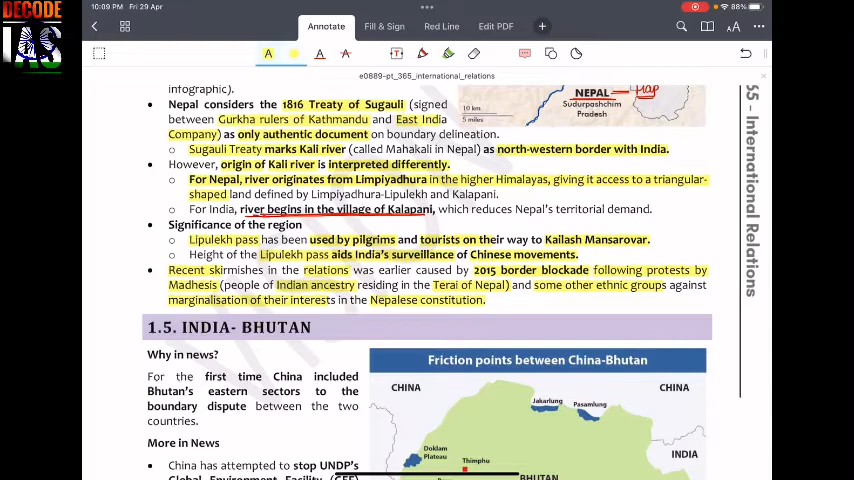 DECODE
IAS
10:09 PM Fri 29 Apr
88%
Annotate
Fill & Sign
Red Line
Edit PDF
e0889-pt_365_international_relations
infographic).
10 km
5 miles
NEPAL
Map
Sudurpashchim
Pradesh
• Nepal considers the 1816 Treaty of Sugauli (signed
between Gurkha rulers of Kathmandu and East India
Company) as only authentic document on boundary delineation.
o Sugauli Treaty marks Kali river (called Mahakali in Nepal) as north-western border with India.
• However, origin of Kali river is interpreted differently.
o For Nepal, river originates from Limpiyadhura in the higher Himalayas, giving it access to a triangular-
shaped land defined by Limpiyadhura-Lipulekh and Kalapani.
o For India, river begins in the village of Kalapani, which reduces Nepal's territorial demand.
• Significance of the region
o Lipulekh pass has been used by pilgrims and tourists on their way to Kailash Mansarovar.
o Height of the Lipulekh pass aids India's surveillance of Chinese movements.
• Recent skirmishes in the relations was earlier caused by 2015 border blockade following protests by
Madhesis (people of Indian ancestry residing in the Terai of Nepal) and some other ethnic groups against
marginalisation of their interests in the Nepalese constitution.
65 - International Relations
1.5. INDIA- BHUTAN
Why in news?
For the first time China included
Bhutan's eastern sectors to the
boundary dispute between the two
countries.
More in News
• China has attempted to stop UNDP's
Global Environment Facility (GEF)
Friction points between China-Bhutan
CHINA
CHINA
Jakarlung
Pasamlung
INDIA
Doklam
Plateau
Thimphu
BHUTAN